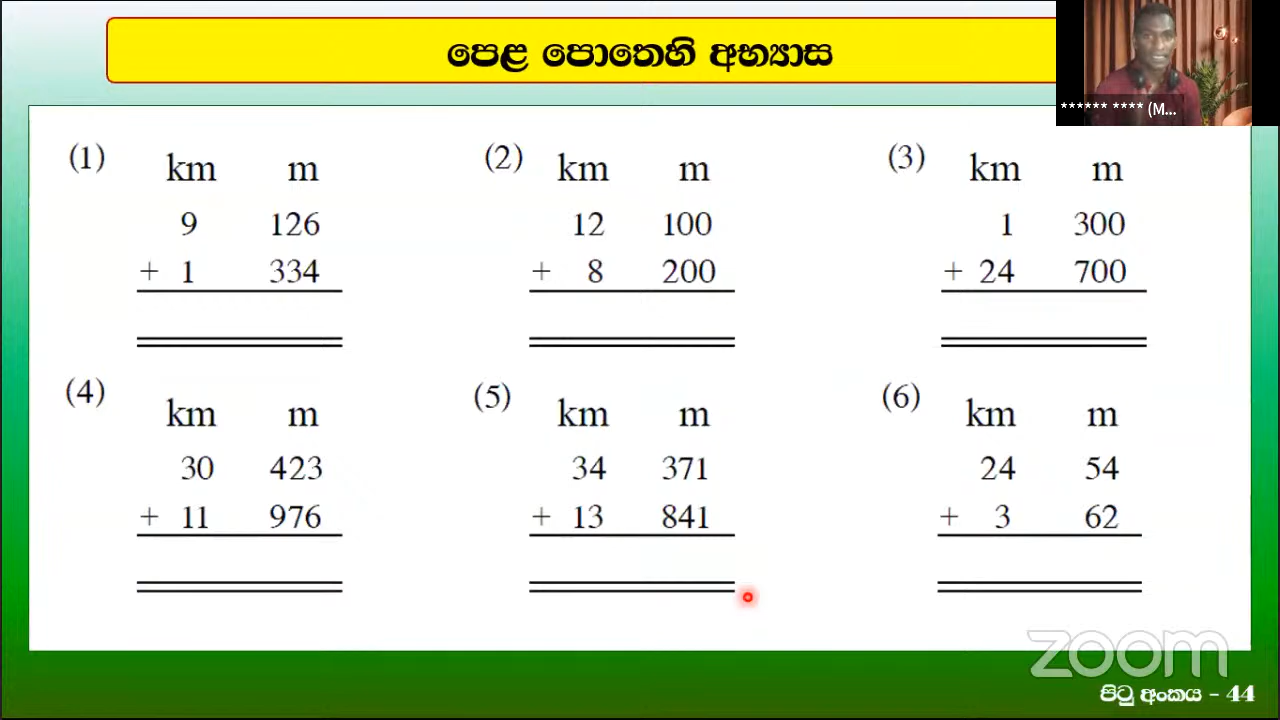 පෙළ පොතෙහි අභ්‍යාස
****** **** (M...
(1) km m
9 126
+ 1 334
(2) km m
12 100
+ 8 200
(3) km m
1 300
+ 24 700
(4) km m
30 423
+ 11 976
(5) km m
34 371
+ 13 841
(6) km m
24 54
+ 3 62
zoom
පිටු අංකය - 44